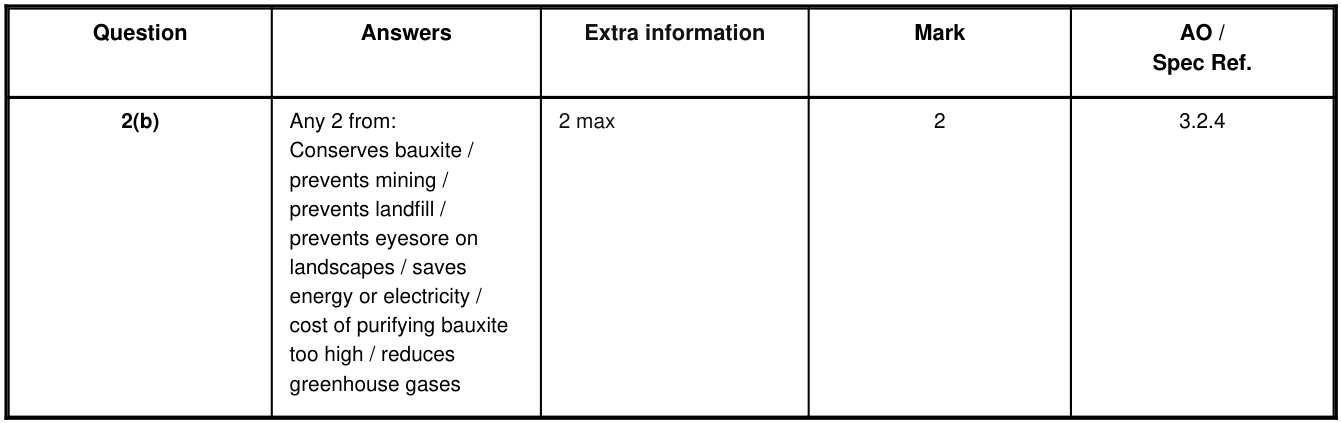 Question Answers Extra information Mark AO /
Spec Ref.
2(b) Any 2 from: 2 max 2 3.2.4
Conserves bauxite /
prevents mining /
prevents landfill /
prevents eyesore on
landscapes / saves
energy or electricity /
cost of purifying bauxite
too high / reduces
greenhouse gases